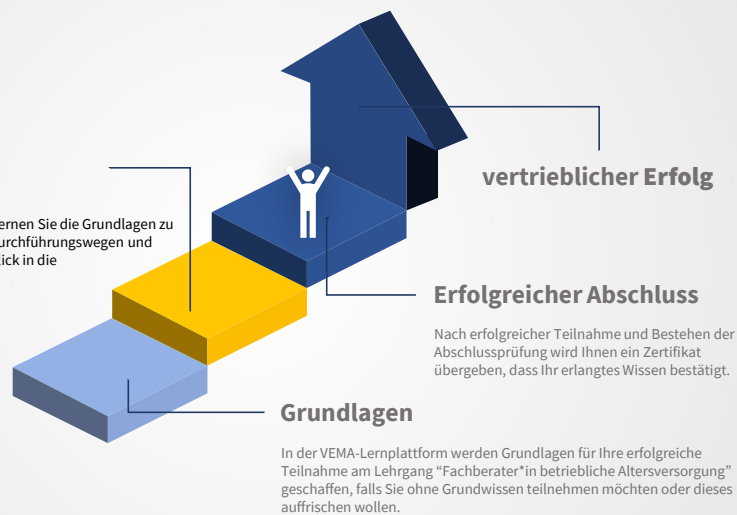 vertrieblicher Erfolg
ernen Sie die Grundlagen zu
urchführungswegen und
lick in die
Erfolgreicher Abschluss
Nach erfolgreicher Teilnahme und Bestehen der
Abschlussprüfung wird Ihnen ein Zertifikat
übergeben, dass Ihr erlangtes Wissen bestätigt.
Grundlagen
In der VEMA-Lernplattform werden Grundlagen für Ihre erfolgreiche
Teilnahme am Lehrgang “Fachberater*in betriebliche Altersversorgung”
geschaffen, falls Sie ohne Grundwissen teilnehmen möchten oder dieses
auffrischen wollen.